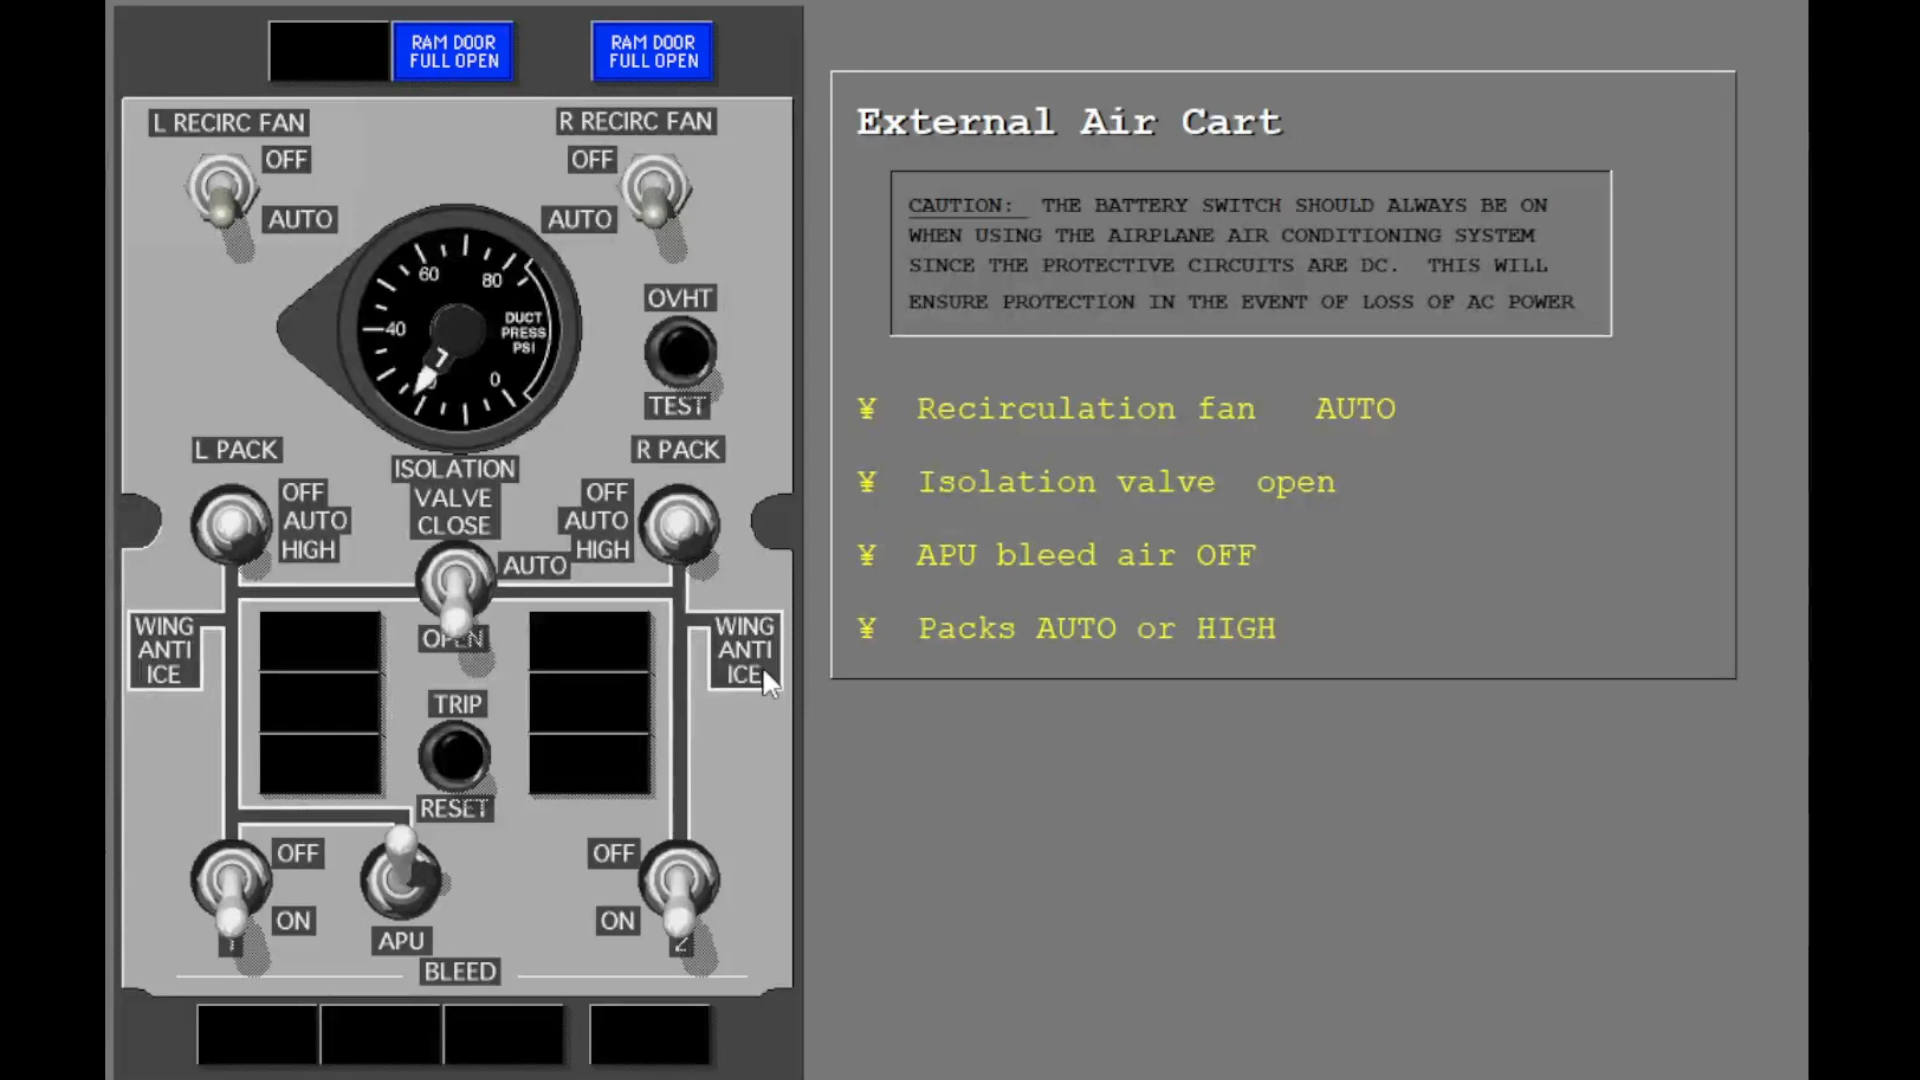 RAM DOOR
FULL OPEN
RAM DOOR
FULL OPEN
L RECIRC FAN
OFF
AUTO
R RECIRC FAN
OFF
AUTO
60
80
40
0
DUCT
PRESS
PSI
OVHT
TEST
L PACK
OFF
AUTO
HIGH
ISOLATION
VALVE
CLOSE
AUTO
OPEN
R PACK
OFF
AUTO
HIGH
WING
ANTI
ICE
WING
ANTI
ICE
TRIP
RESET
OFF
ON
1
APU
OFF
ON
2
BLEED
External Air Cart
CAUTION: THE BATTERY SWITCH SHOULD ALWAYS BE ON
WHEN USING THE AIRPLANE AIR CONDITIONING SYSTEM
SINCE THE PROTECTIVE CIRCUITS ARE DC. THIS WILL
ENSURE PROTECTION IN THE EVENT OF LOSS OF AC POWER
¥ Recirculation fan AUTO
¥ Isolation valve open
¥ APU bleed air OFF
¥ Packs AUTO or HIGH